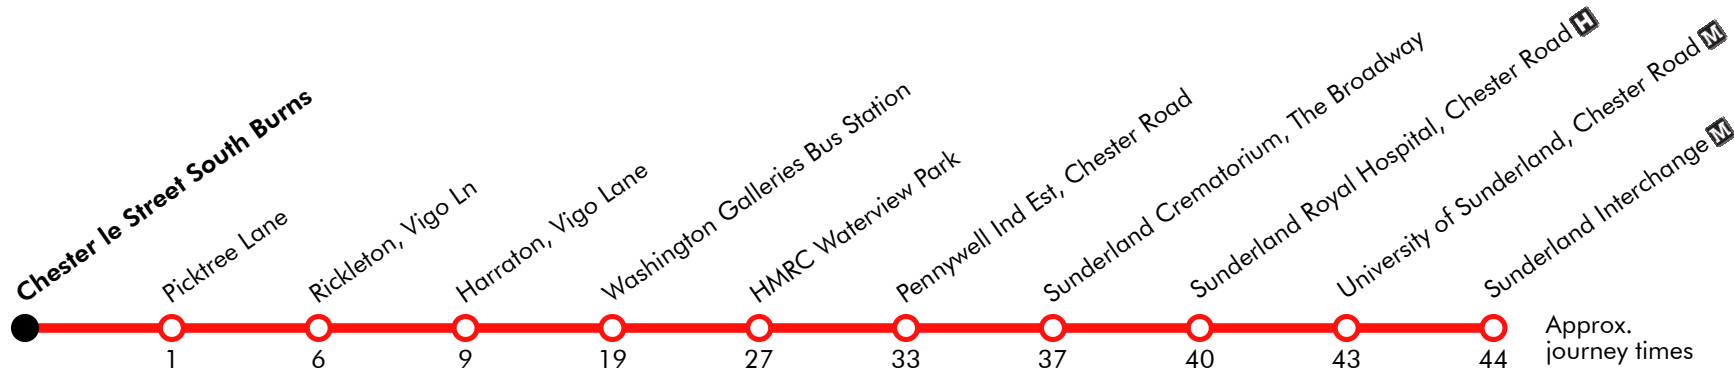 Chester le Street South Burns
Picktree Lane
Rickleton, Vigo Ln
Harraton, Vigo Lane
Washington Galleries Bus Station
HMRC Waterview Park
Pennywell Ind Est, Chester Road
Sunderland Crematorium, The Broadway
Sunderland Royal Hospital, Chester Road H
University of Sunderland, Chester Road M
Sunderland Interchange M
1
6
9
19
27
33
37
40
43
44
Approx.
journey times